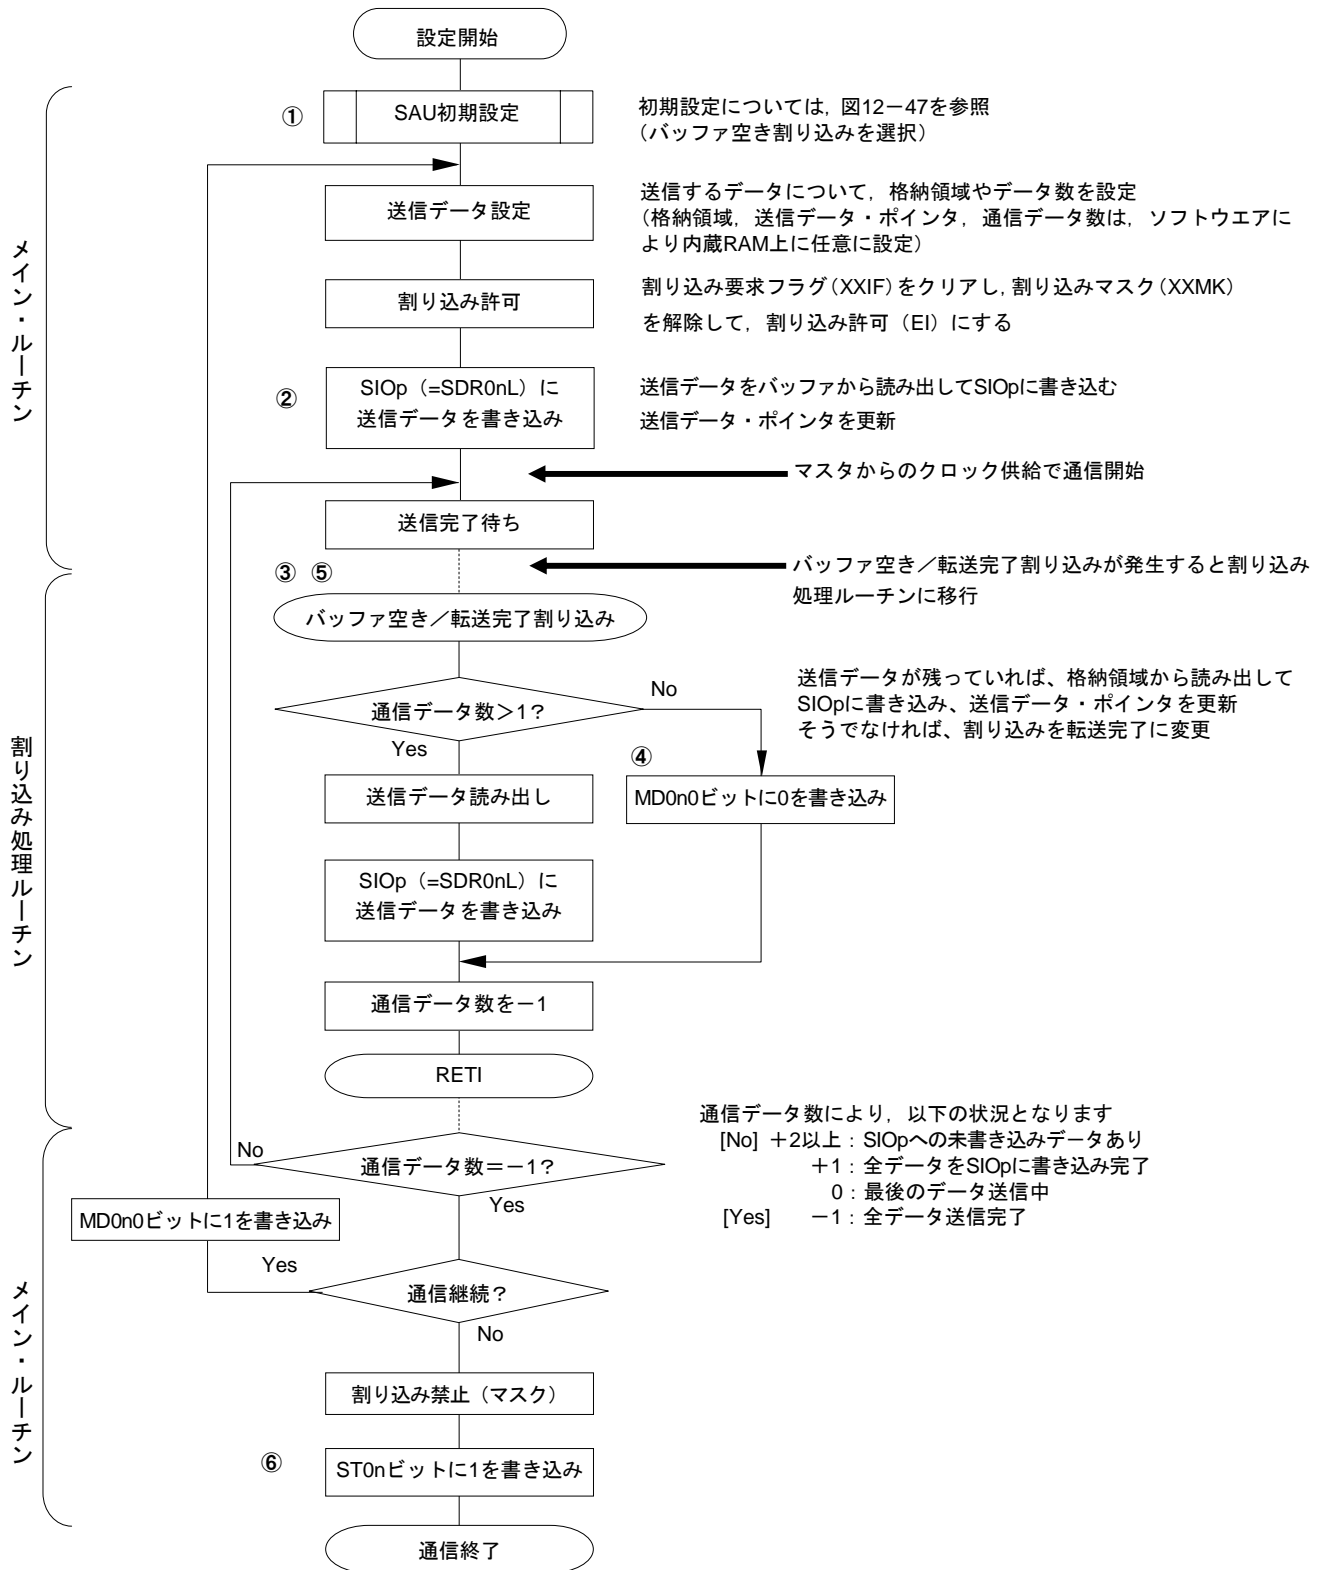 設定開始
メイン・ルーチン
①
SAU初期設定
初期設定については，図12－47を参照
（バッファ空き割り込みを選択）
送信データ設定
送信するデータについて，格納領域やデータ数を設定
（格納領域，送信データ・ポインタ，通信データ数は，ソフトウエアに
より内蔵RAM上に任意に設定）
割り込み許可
割り込み要求フラグ（XXIF）をクリアし，割り込みマスク（XXMK）
を解除して，割り込み許可（EI）にする
②
SIOp（=SDR0nL）に
送信データを書き込み
送信データをバッファから読み出してSIOpに書き込む
送信データ・ポインタを更新
マスタからのクロック供給で通信開始
送信完了待ち
③ ⑤
バッファ空き／転送完了割り込みが発生すると割り込み
処理ルーチンに移行
割り込み処理ルーチン
バッファ空き／転送完了割り込み
通信データ数＞1？
No
Yes
送信データが残っていれば、格納領域から読み出して
SIOpに書き込み、送信データ・ポインタを更新
そうでなければ、割り込みを転送完了に変更
④
送信データ読み出し
MD0n0ビットに0を書き込み
SIOp（=SDR0nL）に
送信データを書き込み
通信データ数を－1
RETI
メイン・ルーチン
No
通信データ数＝－1？
Yes
通信データ数により，以下の状況となります
[No] ＋2以上：SIOpへの未書き込みデータあり
＋1：全データをSIOpに書き込み完了
0：最後のデータ送信中
[Yes] －1：全データ送信完了
MD0n0ビットに1を書き込み
Yes
通信継続？
No
割り込み禁止（マスク）
⑥
ST0nビットに1を書き込み
通信終了